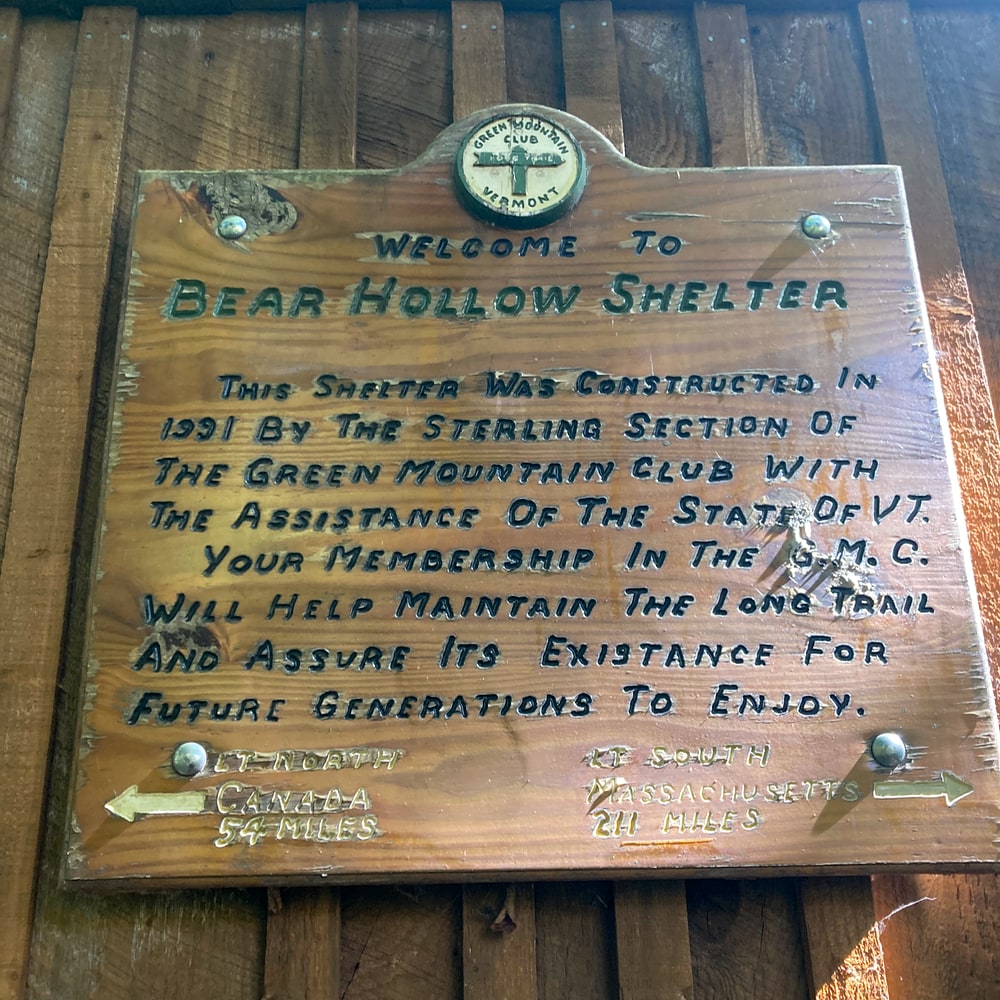 GREEN MOUNTAIN
CLUB
LONG TRAIL
VERMONT
WELCOME TO
BEAR HOLLOW SHELTER
THIS SHELTER WAS CONSTRUCTED IN
1991 BY THE STERLING SECTION OF
THE GREEN MOUNTAIN CLUB WITH
THE ASSISTANCE OF THE STATE OF VT.
YOUR MEMBERSHIP IN THE G.M.C.
WILL HELP MAINTAIN THE LONG TRAIL
AND ASSURE ITS EXISTANCE FOR
FUTURE GENERATIONS TO ENJOY.
LT NORTH
CANADA
54 MILES
LT SOUTH
MASSACHUSETTS
211 MILES